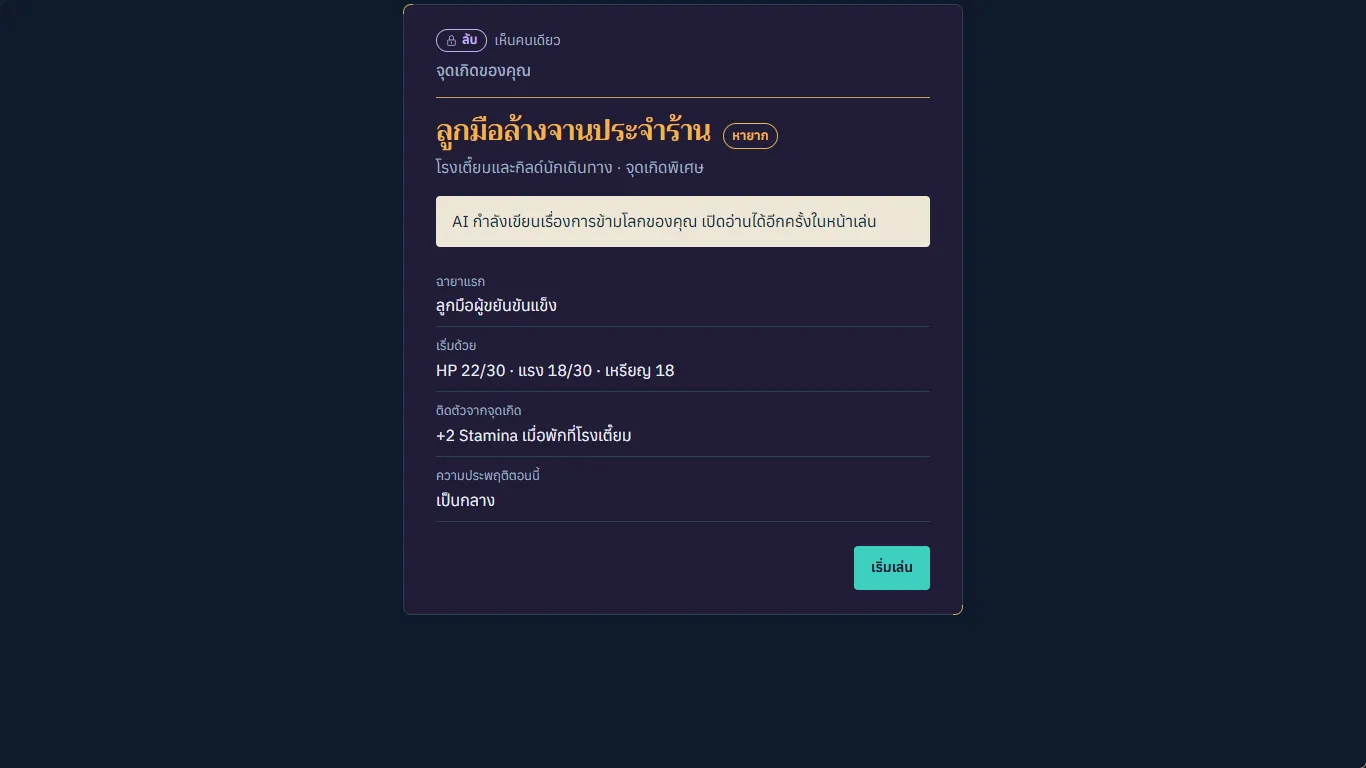 ลับ เห็นคนเดียว
จุดเกิดของคุณ
ลูกมือล้างจานประจำร้าน หายาก
โรงเตี๊ยมและกิลด์นักเดินทาง · จุดเกิดพิเศษ
AI กำลังเขียนเรื่องการข้ามโลกของคุณ เปิดอ่านได้อีกครั้งในหน้าเล่น
ฉายาแรก
ลูกมือผู้ขยันขันแข็ง
เริ่มด้วย
HP 22/30 · แรง 18/30 · เหรียญ 18
ติดตัวจากจุดเกิด
+2 Stamina เมื่อพักที่โรงเตี๊ยม
ความประพฤติตอนนี้
เป็นกลาง
เริ่มเล่น